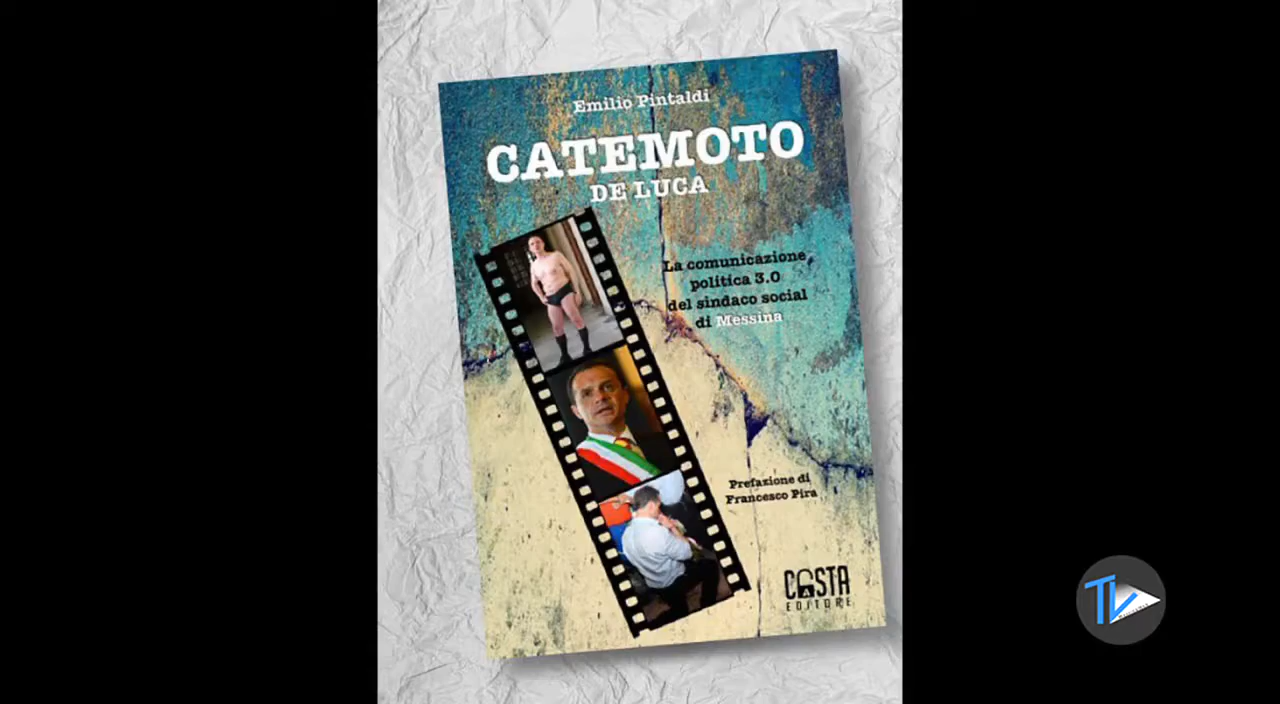 Emilio Pintaldi
CATEMOTO
DE LUCA
La comunicazione
politica 3.0
del sindaco social
di Messina
Prefazione di
Francesco Pira
COSTA
EDITORE
TV